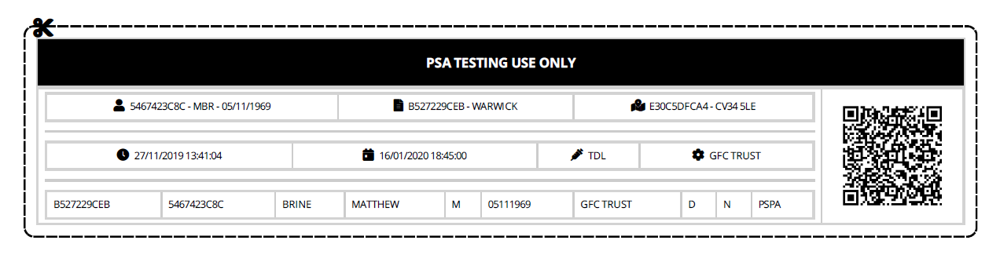 PSA TESTING USE ONLY
5467423C8C - MBR - 05/11/1969 B527229CEB - WARWICK E30C5DFCA4 - CV34 5LE
27/11/2019 13:41:04 16/01/2020 18:45:00 TDL GFC TRUST
B527229CEB 5467423C8C BRINE MATTHEW M 05111969 GFC TRUST D N PSPA